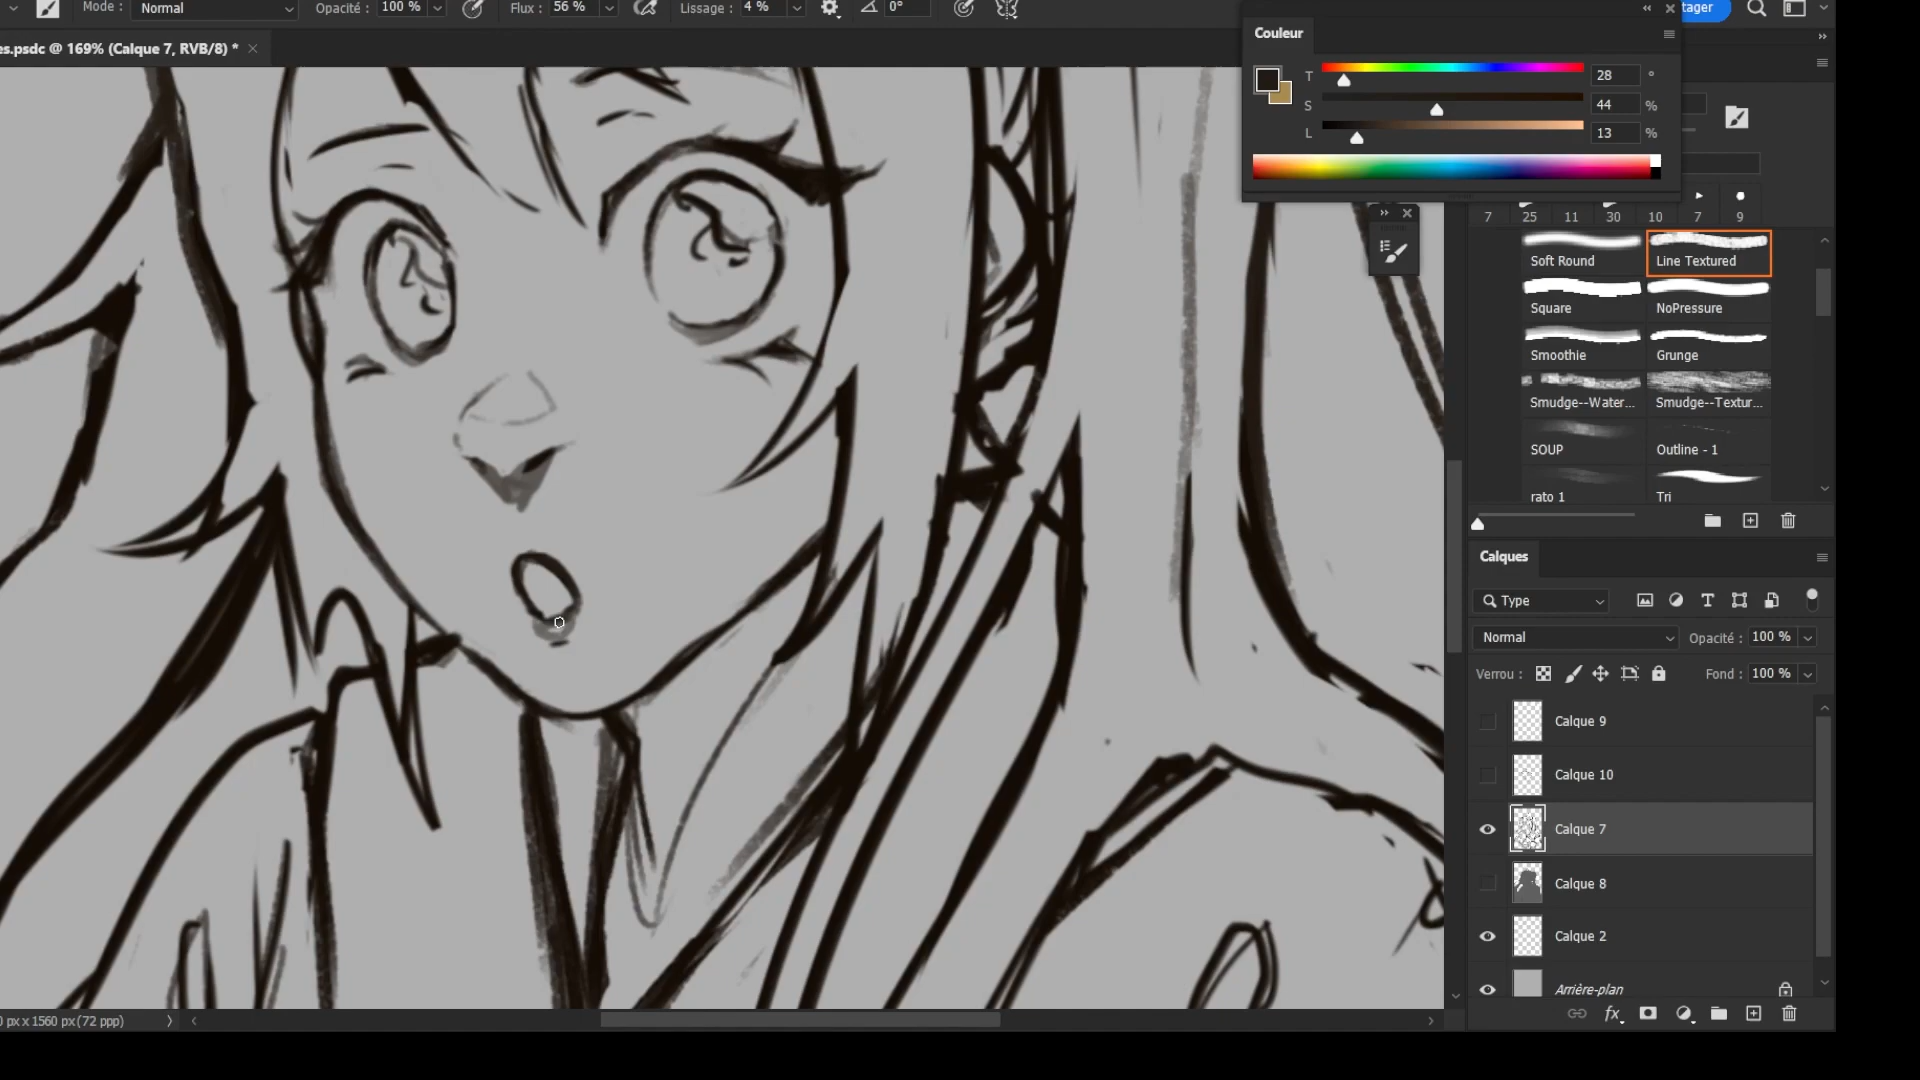 Mode : Normal Opacité : 100 % Flux : 56 % Lissage : 4 % 0° tager
es.psdc @ 169% (Calque 7, RVB/8) * ×
Couleur
T 28 °
S 44 %
L 13 %
7 25 11 30 10 7 9
Soft Round Line Textured
Square NoPressure
Smoothie Grunge
Smudge--Water... Smudge--Textur...
SOUP Outline - 1
rato 1 Tri
Calques
Type
Normal Opacité : 100 %
Verrou : Fond : 100 %
Calque 9
Calque 10
Calque 7
Calque 8
Calque 2
Arrière-plan
fx
0 px x 1560 px (72 ppp)